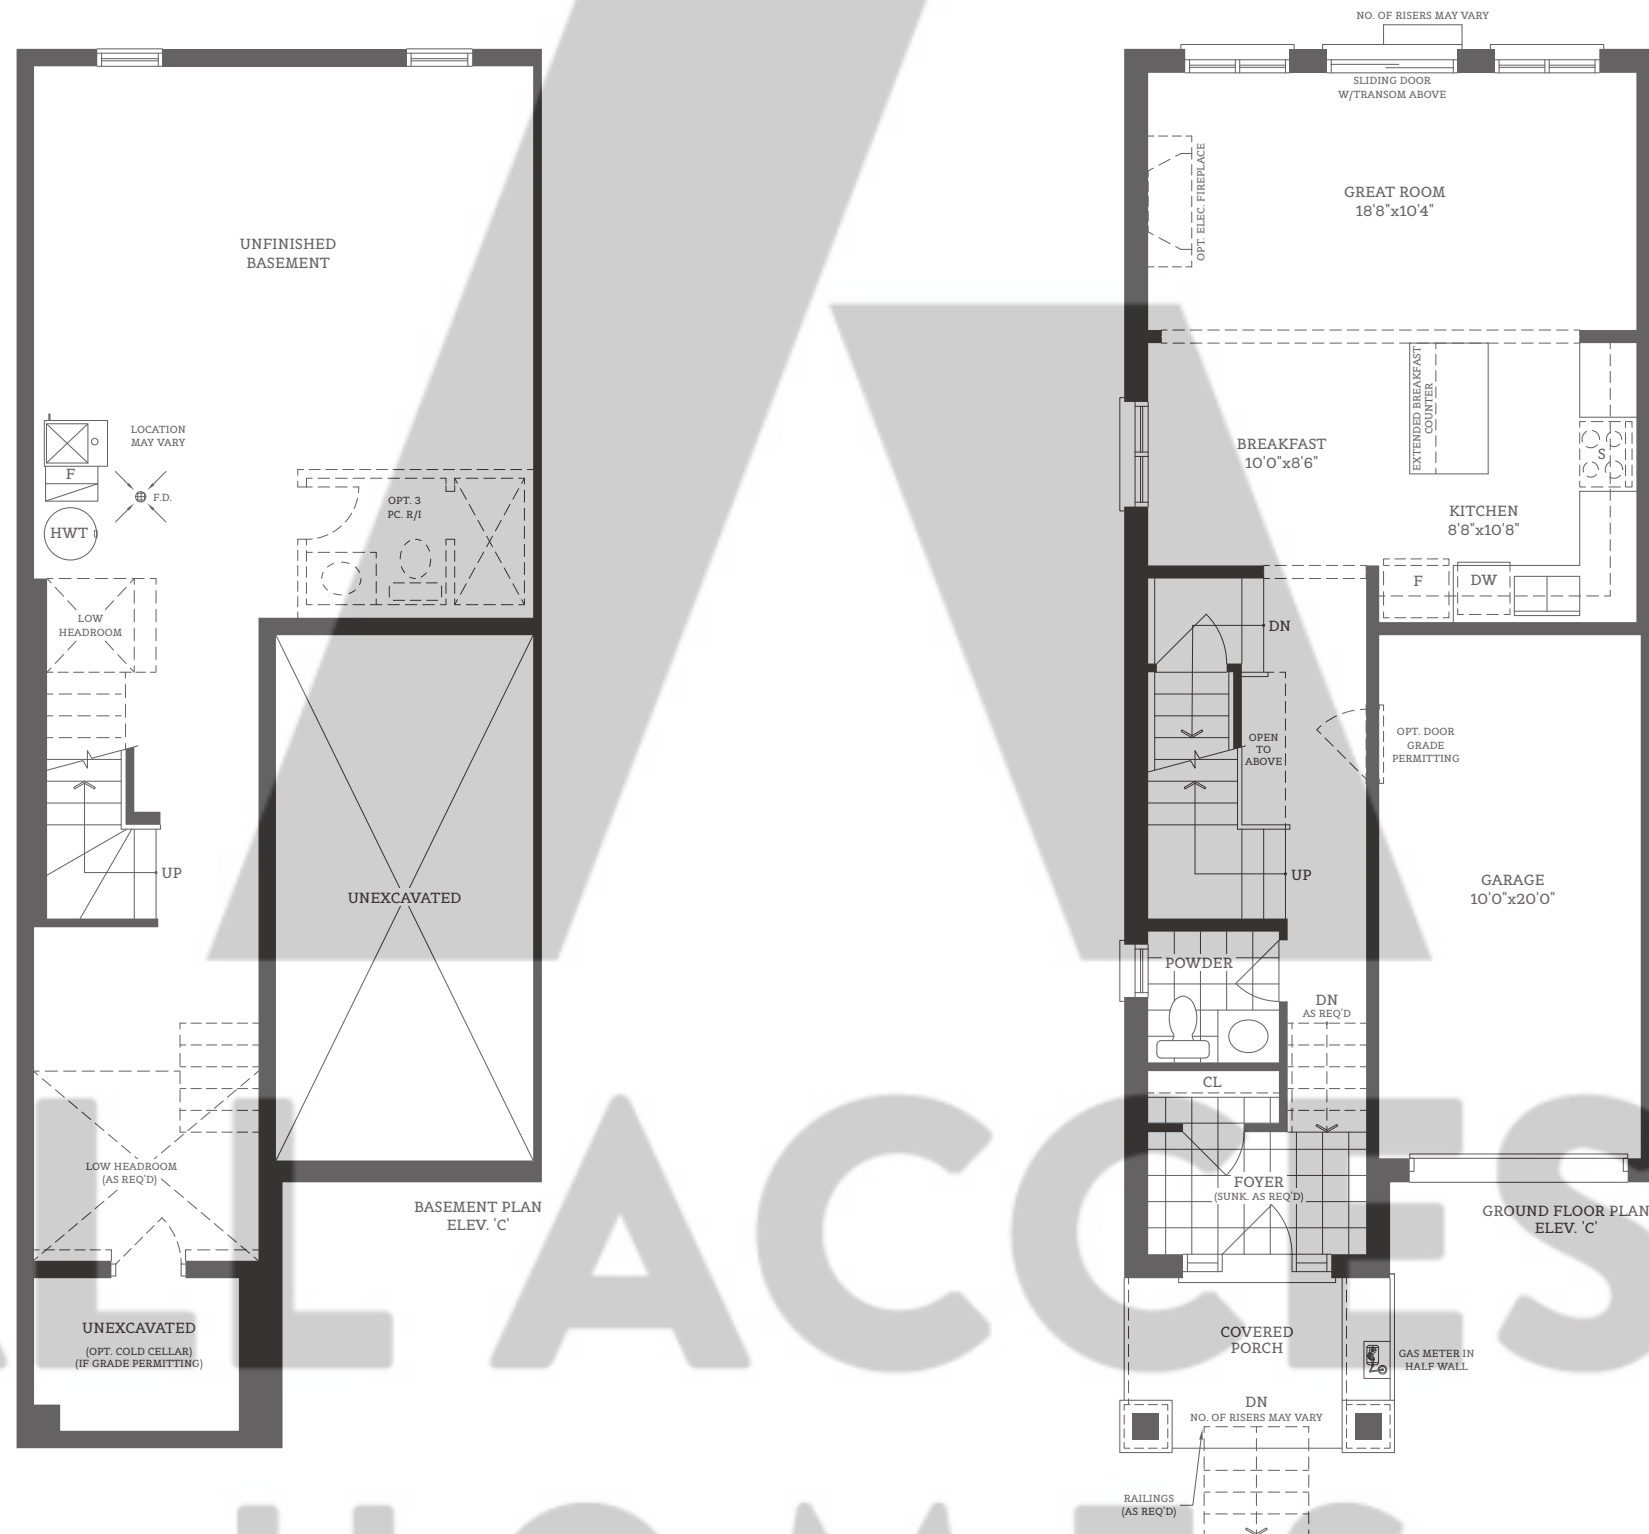 UNFINISHED
BASEMENT
LOCATION
MAY VARY
F
F.D.
HWT
OPT. 3
PC. R/I
LOW
HEADROOM
UP
UNEXCAVATED
LOW HEADROOM
(AS REQ'D)
BASEMENT PLAN
ELEV. 'C'
UNEXCAVATED
(OPT. COLD CELLAR)
(IF GRADE PERMITTING)
NO. OF RISERS MAY VARY
SLIDING DOOR
W/TRANSOM ABOVE
OPT. ELEC. FIREPLACE
GREAT ROOM
18'8"x10'4"
EXTENDED BREAKFAST
COUNTER
BREAKFAST
10'0"x8'6"
S
KITCHEN
8'8"x10'8"
F
DW
DN
OPEN
TO
ABOVE
OPT. DOOR
GRADE
PERMITTING
UP
GARAGE
10'0"x20'0"
POWDER
DN
AS REQ'D
CL
FOYER
(SUNK. AS REQ'D)
GROUND FLOOR PLAN
ELEV. 'C'
COVERED
PORCH
GAS METER IN
HALF WALL
DN
NO. OF RISERS MAY VARY
RAILINGS
(AS REQ'D)
ALL ACCESS
HOMES